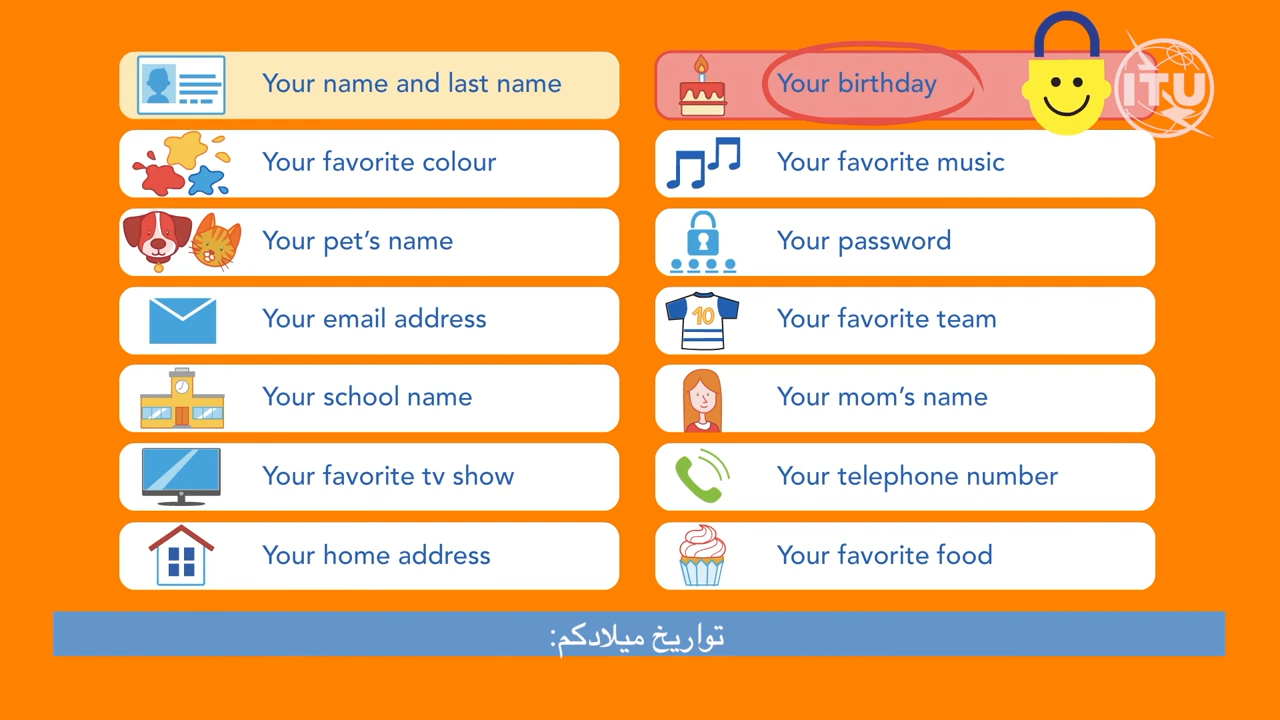 Your name and last name
Your birthday
ITU
Your favorite colour
Your favorite music
Your pet’s name
Your password
Your email address
Your favorite team
10
Your school name
Your mom’s name
Your favorite tv show
Your telephone number
Your home address
Your favorite food
تواريخ ميلادكم: